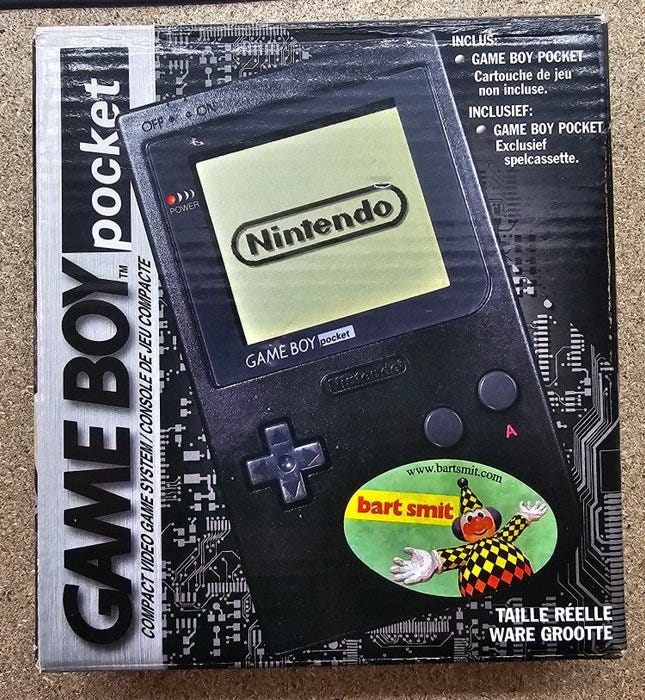 GAME BOY pocket
TM
COMPACT VIDEO GAME SYSTEM / CONSOLE DE JEU COMPACTE
INCLUS:
• GAME BOY POCKET
Cartouche de jeu
non incluse.
INCLUSIEF:
• GAME BOY POCKET
Exclusief
spelcassette.
OFF • • ON
POWER
Nintendo
GAME BOY pocket
Nintendo
A
www.bartsmit.com
bart smit
TAILLE RÉELLE
WARE GROOTTE